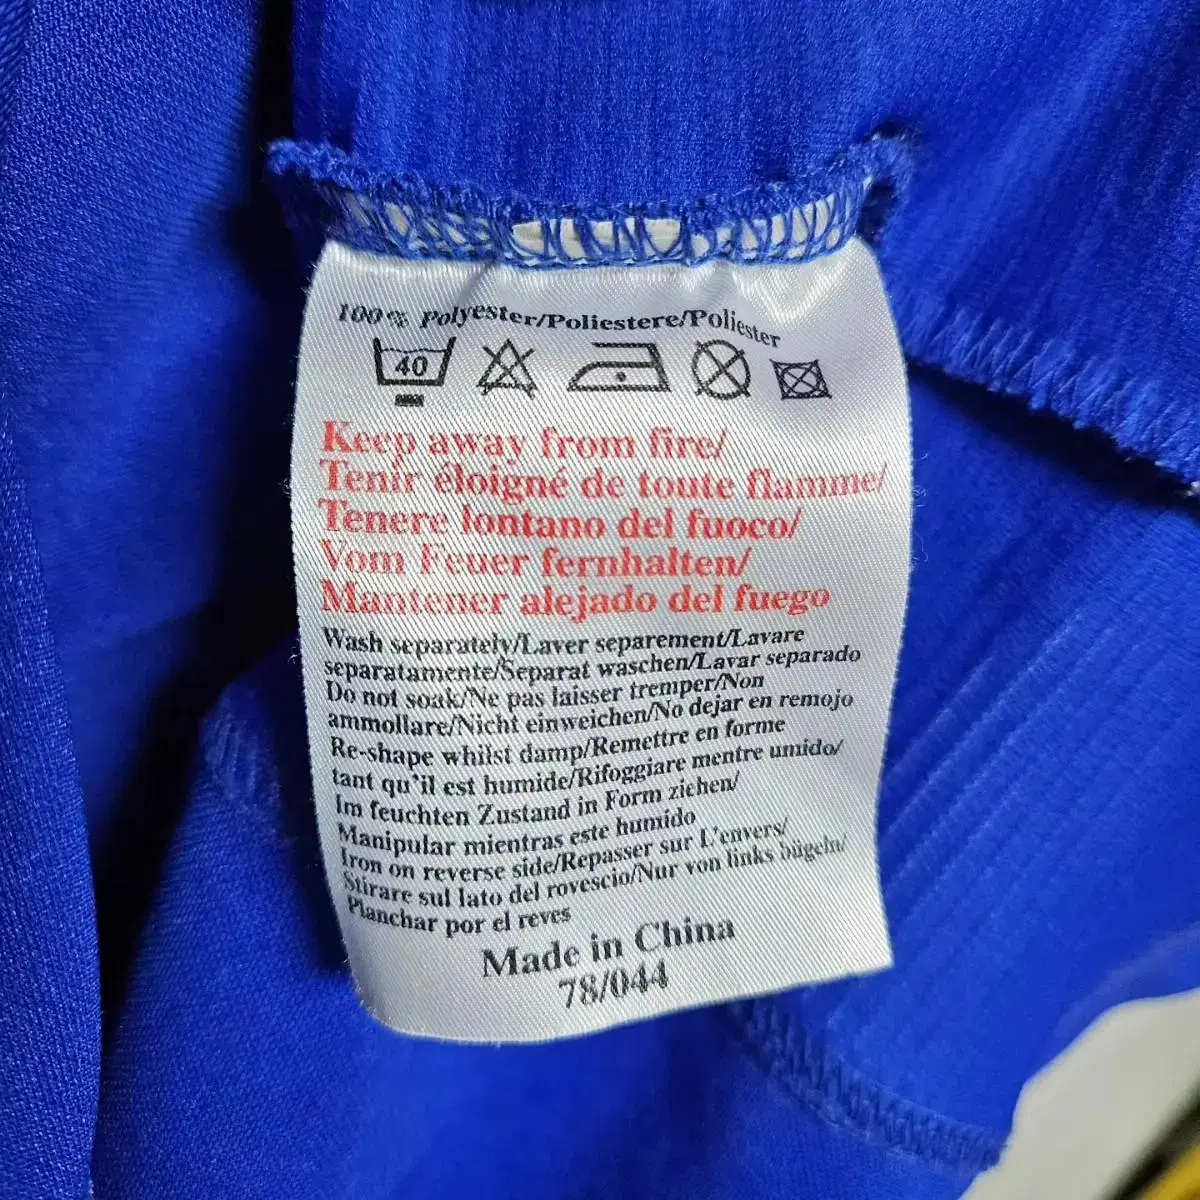 100% Polyester/Poliestere/Poliester
40
Keep away from fire/
Tenir éloigné de toute flamme/
Tenere lontano del fuoco/
Vom Feuer fernhalten/
Mantener alejado del fuego
Wash separately/Laver separement/Lavare
separatamente/Separat waschen/Lavar separado
Do not soak/Ne pas laisser tremper/Non
ammollare/Nicht einweichen/No dejar en remojo
Re-shape whilst damp/Remettre en forme
tant qu'il est humide/Rifoggiare mentre umido/
Im feuchten Zustand in Form ziehen/
Manipular mientras este humido
Iron on reverse side/Repasser sur L'envers/
Stirare sul lato del rovescio/Nur von links bügeln/
Planchar por el reves
Made in China
78/044